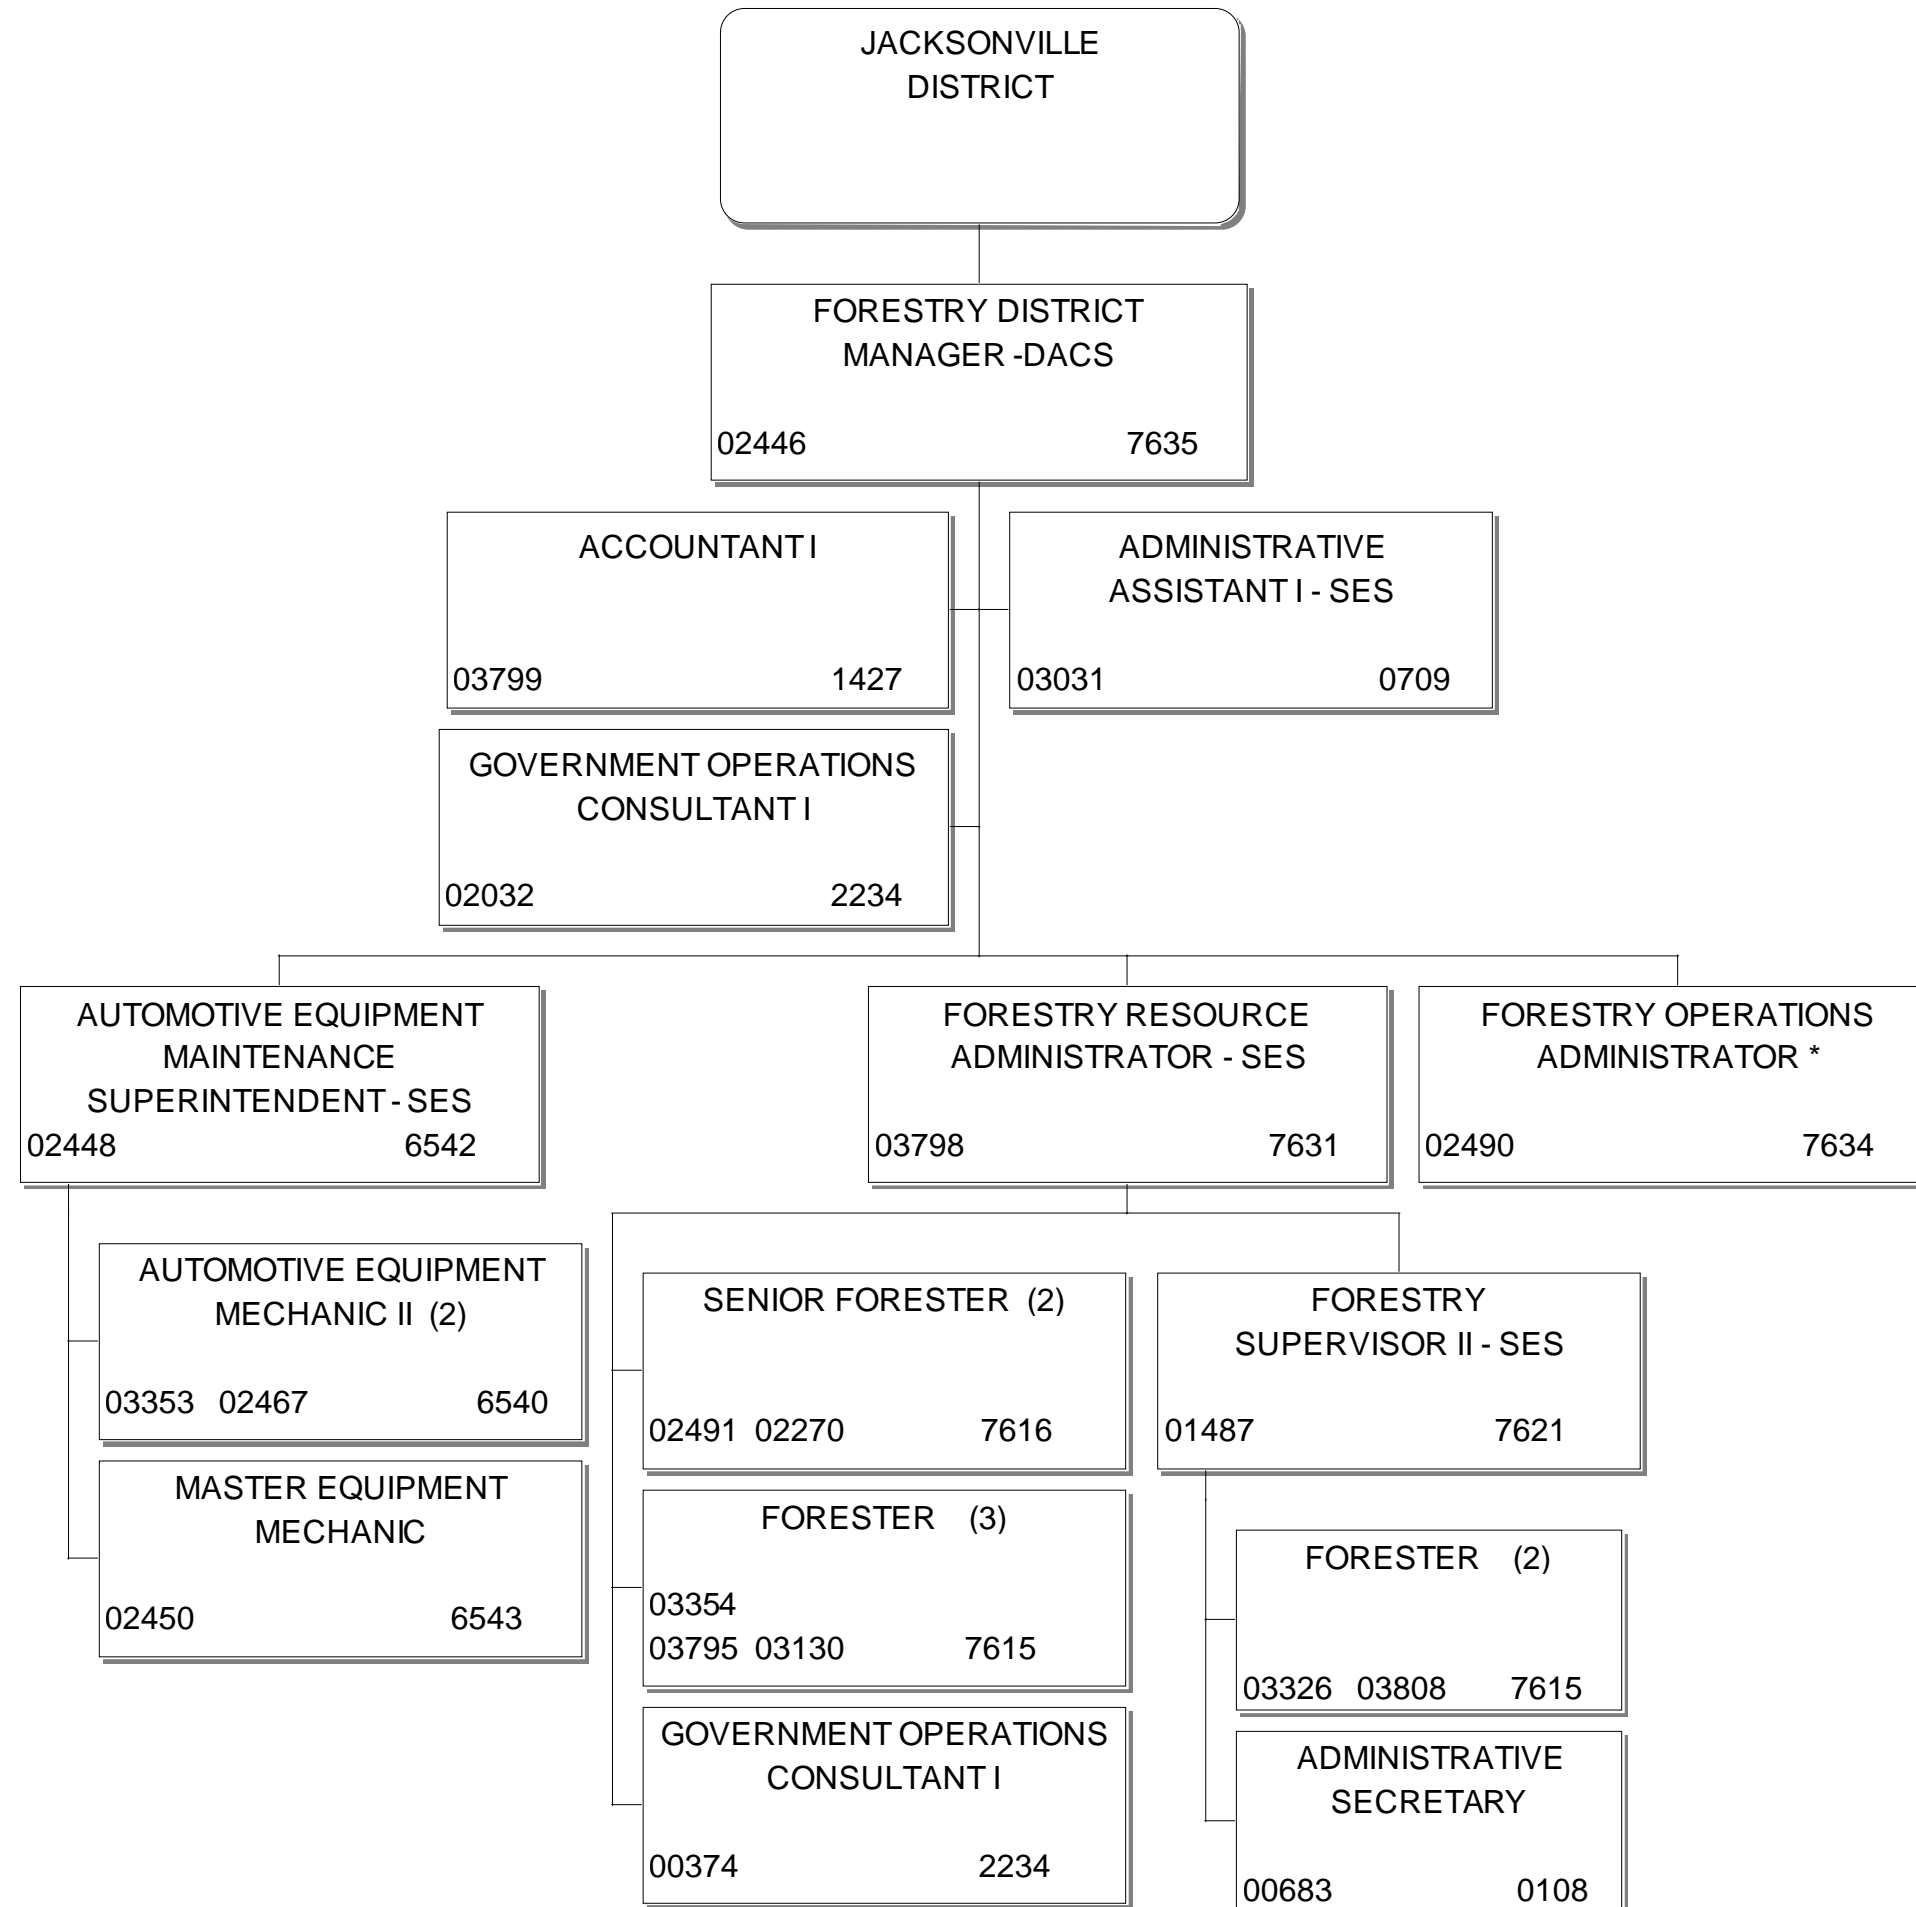 JACKSONVILLE
DISTRICT
FORESTRY DISTRICT
MANAGER -DACS
02446 7635
ACCOUNTANT I
03799 1427
ADMINISTRATIVE
ASSISTANT I - SES
03031 0709
GOVERNMENT OPERATIONS
CONSULTANT I
02032 2234
AUTOMOTIVE EQUIPMENT
MAINTENANCE
SUPERINTENDENT - SES
02448 6542
FORESTRY RESOURCE
ADMINISTRATOR - SES
03798 7631
FORESTRY OPERATIONS
ADMINISTRATOR *
02490 7634
AUTOMOTIVE EQUIPMENT
MECHANIC II (2)
03353 02467 6540
MASTER EQUIPMENT
MECHANIC
02450 6543
SENIOR FORESTER (2)
02491 02270 7616
FORESTER (3)
03354
03795 03130 7615
GOVERNMENT OPERATIONS
CONSULTANT I
00374 2234
FORESTRY
SUPERVISOR II - SES
01487 7621
FORESTER (2)
03326 03808 7615
ADMINISTRATIVE
SECRETARY
00683 0108